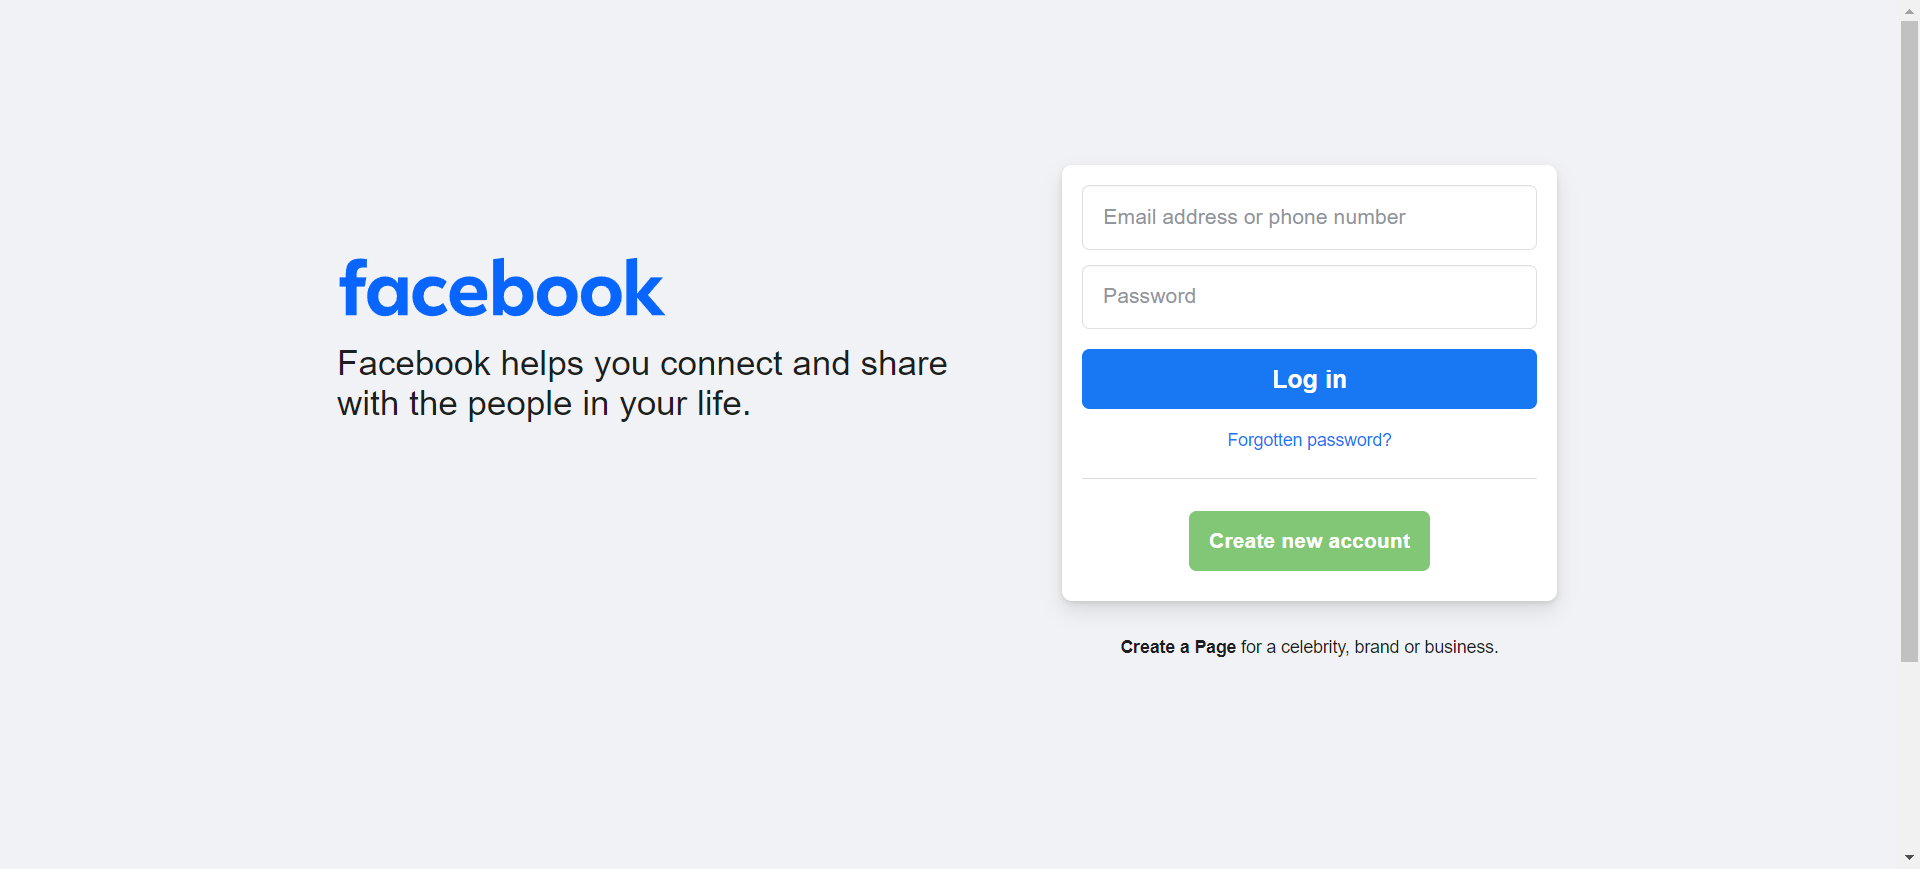 facebook
Facebook helps you connect and share
with the people in your life.
Email address or phone number
Password
Log in
Forgotten password?
Create new account
Create a Page for a celebrity, brand or business.